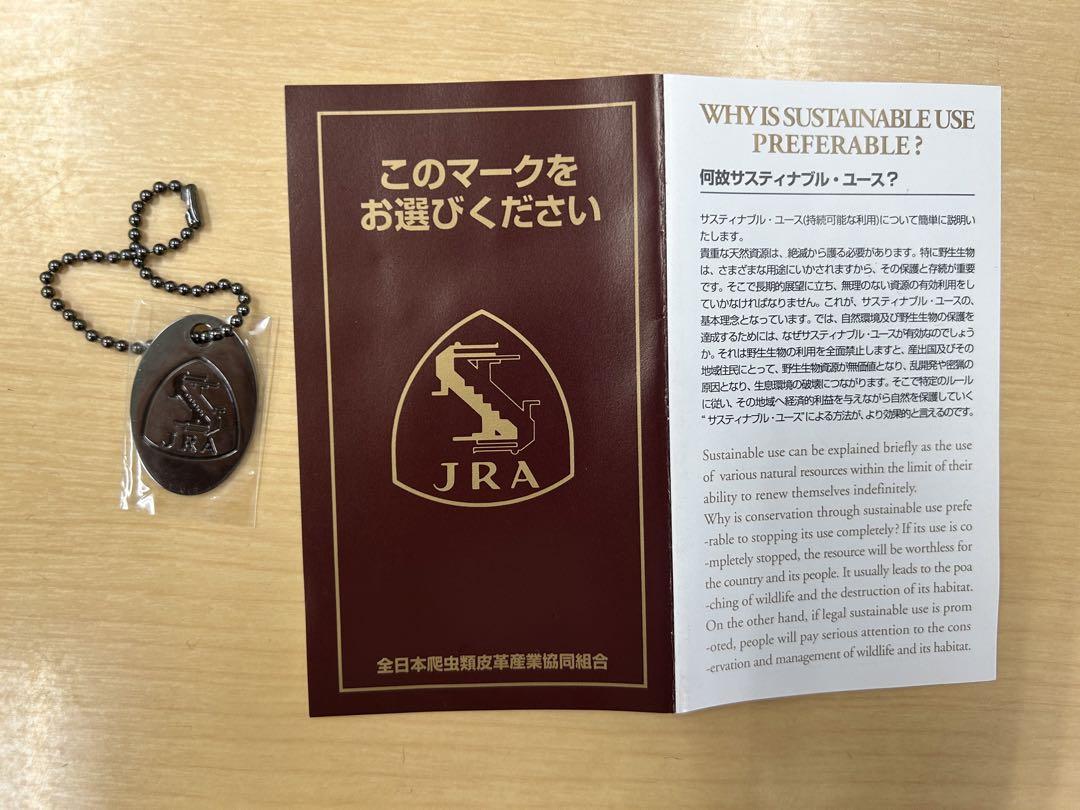 JRA
このマークを
お選びください
JRA
全日本爬虫類皮革産業協同組合
WHY IS SUSTAINABLE USE
PREFERABLE?
何故サスティナブル・ユース?
サスティナブル・ユース(持続可能な利用)について簡単に説明い
たします。
貴重な天然資源は、絶滅から護る必要があります。特に野生生物
は、さまざまな用途にいかされますから、その保護と存続が重要
です。そこで長期的展望に立ち、無理のない資源の有効利用をし
ていかなければなりません。これが、サスティナブル・ユースの、
基本理念となっています。では、自然環境及び野生生物の保護を
達成するためには、なぜサスティナブル・ユースが有効なのでしょう
か。それは野生生物の利用を全面禁止しますと、産出国及びその
地域住民にとって、野生生物資源が無価値となり、乱開発や密猟の
原因となり、生息環境の破壊につながります。そこで特定のルール
に従い、その地域へ経済的利益を与えながら自然を保護していく
“サスティナブル・ユース”による方法が、より効果的と言えるのです。
Sustainable use can be explained briefly as the use
of various natural resources within the limit of their
ability to renew themselves indefinitely.
Why is conservation through sustainable use prefe
-rable to stopping its use completely? If its use is co
-mpletely stopped, the resource will be worthless for
the country and its people. It usually leads to the poa
-ching of wildlife and the destruction of its habitat.
On the other hand, if legal sustainable use is prom
-oted, people will pay serious attention to the cons
-ervation and management of wildlife and its habitat.